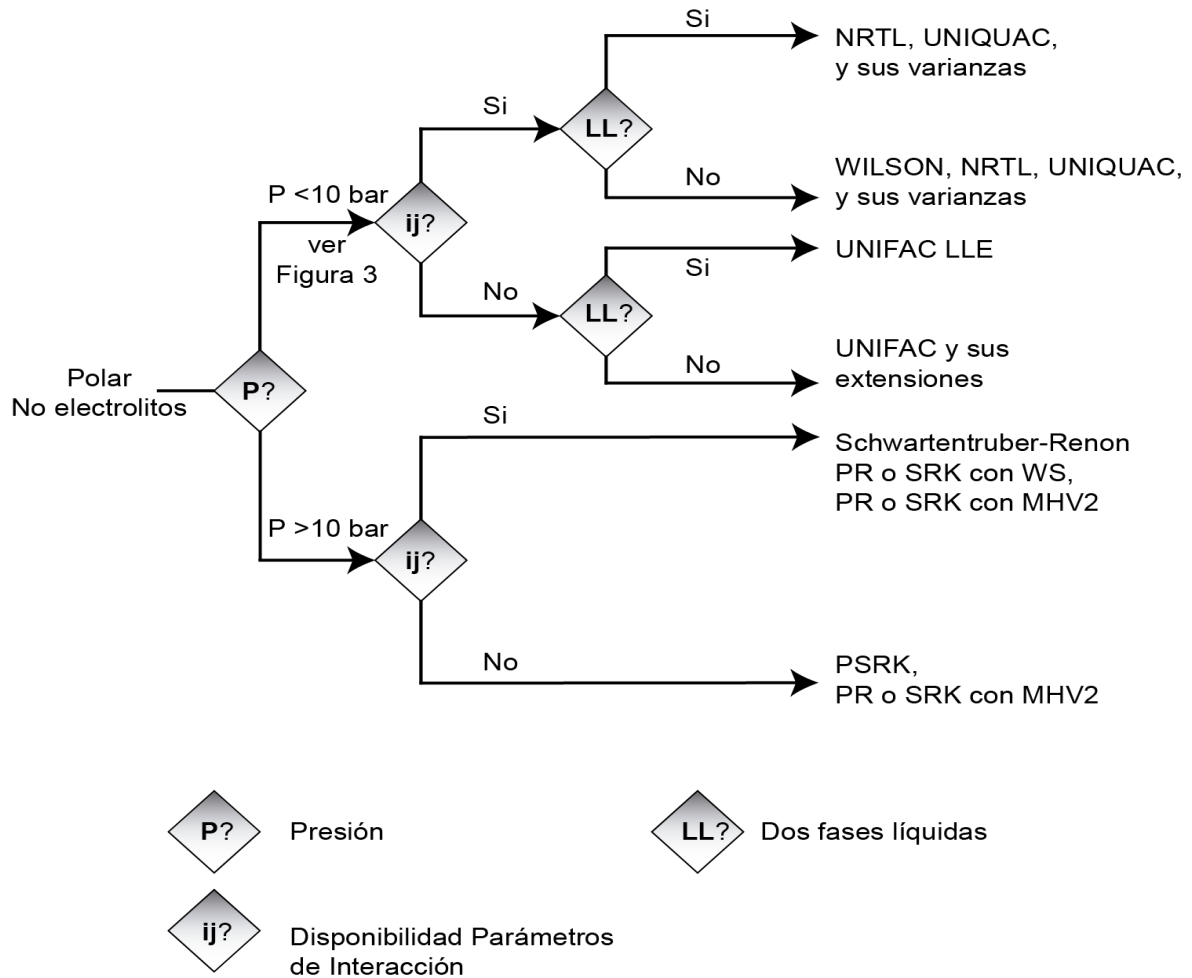 Si
NRTL, UNIQUAC,
y sus varianzas
Si
LL?
No
WILSON, NRTL, UNIQUAC,
y sus varianzas
P <10 bar
ij?
ver
Figura 3
UNIFAC LLE
Si
No
LL?
No
UNIFAC y sus
extensiones
Polar
No electrolitos
P?
Si
Schwartentruber-Renon
PR o SRK con WS,
PR o SRK con MHV2
P >10 bar
ij?
No
PSRK,
PR o SRK con MHV2
P?
Presión
LL?
Dos fases líquidas
ij?
Disponibilidad Parámetros
de Interacción